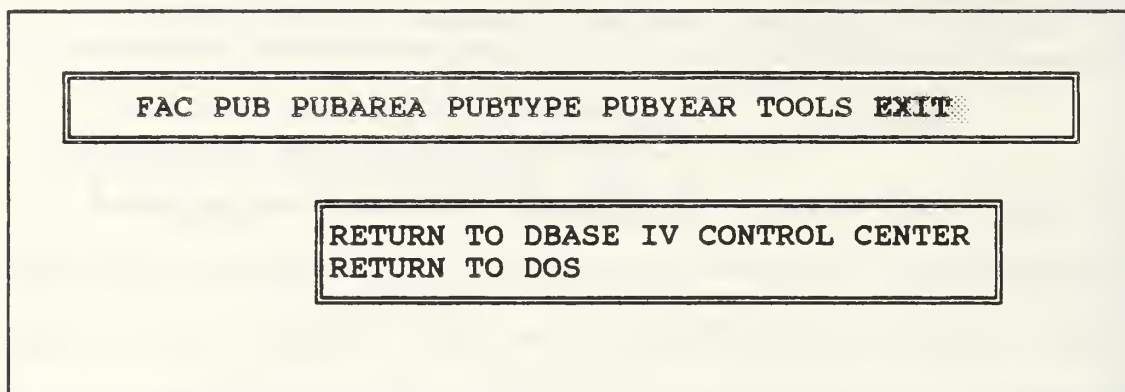 FAC PUB PUBAREA PUBTYPE PUBYEAR TOOLS EXIT
RETURN TO DBASE IV CONTROL CENTER
RETURN TO DOS